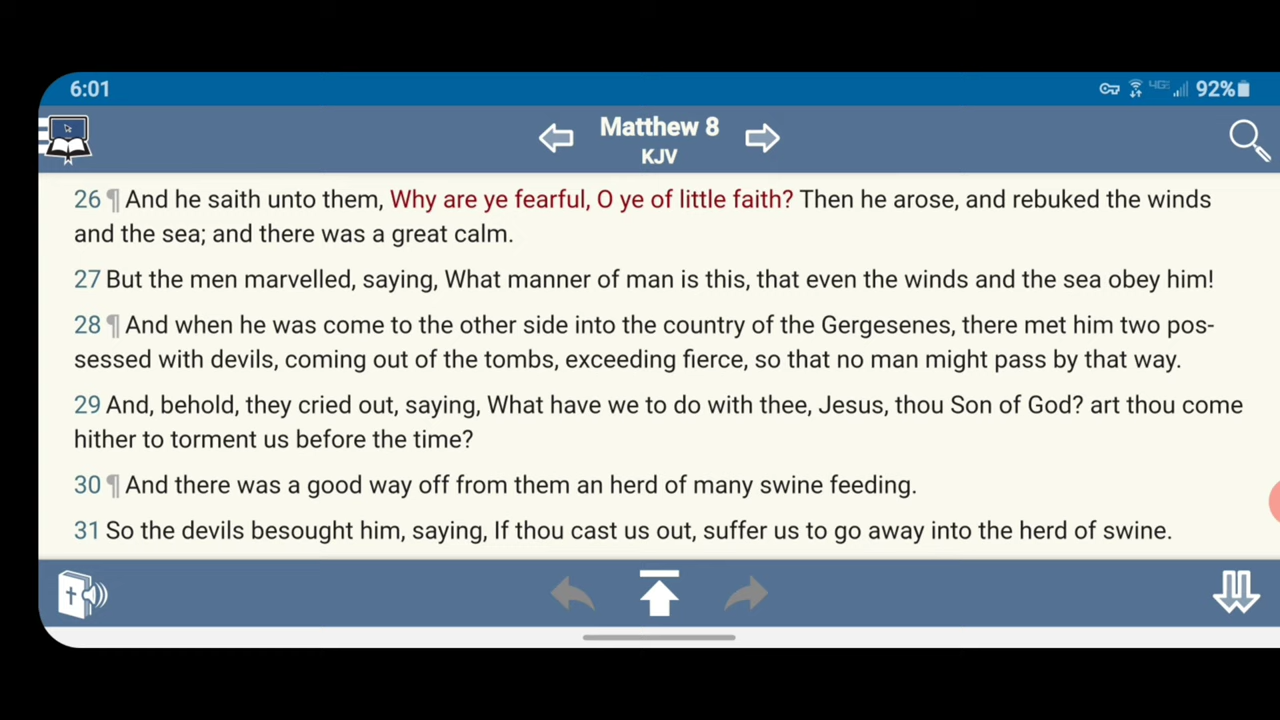 6:01
4GE 92%
Matthew 8
KJV
26 ¶ And he saith unto them, Why are ye fearful, O ye of little faith? Then he arose, and rebuked the winds
and the sea; and there was a great calm.
27 But the men marvelled, saying, What manner of man is this, that even the winds and the sea obey him!
28 ¶ And when he was come to the other side into the country of the Gergesenes, there met him two pos-
sessed with devils, coming out of the tombs, exceeding fierce, so that no man might pass by that way.
29 And, behold, they cried out, saying, What have we to do with thee, Jesus, thou Son of God? art thou come
hither to torment us before the time?
30 ¶ And there was a good way off from them an herd of many swine feeding.
31 So the devils besought him, saying, If thou cast us out, suffer us to go away into the herd of swine.